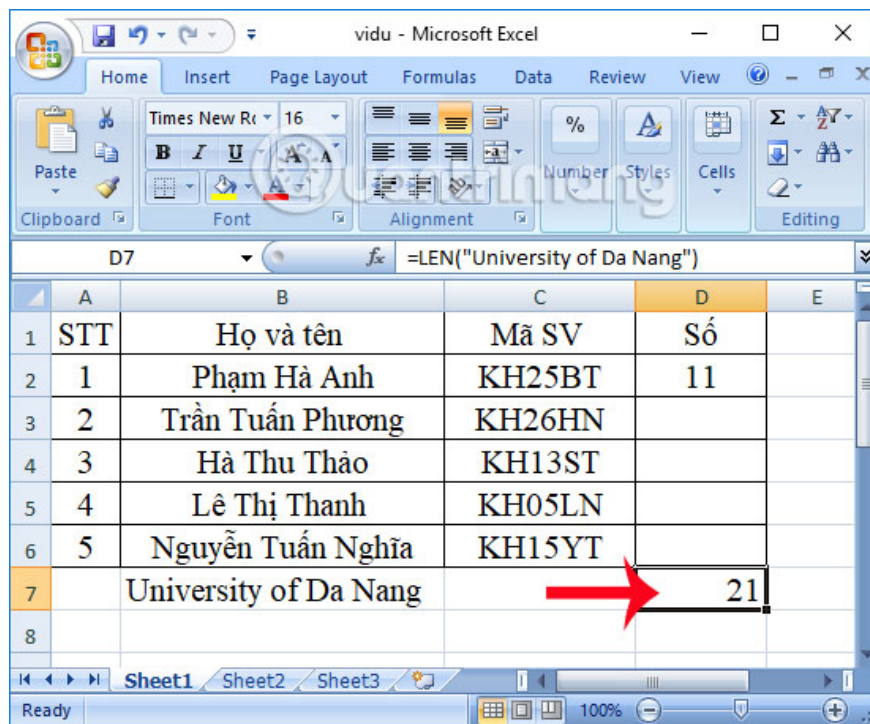 vidu - Microsoft Excel
Home Insert Page Layout Formulas Data Review View
Paste
Times New Ro 16
B I U A A
% Number
Styles
Cells
Σ
Clipboard Font Alignment Editing
Quantrimang
D7 fx =LEN("University of Da Nang")
A B C D E
1 STT Họ và tên Mã SV Số
2 1 Phạm Hà Anh KH25BT 11
3 2 Trần Tuấn Phương KH26HN
4 3 Hà Thu Thảo KH13ST
5 4 Lê Thị Thanh KH05LN
6 5 Nguyễn Tuấn Nghĩa KH15YT
7 University of Da Nang 21
8
Sheet1 Sheet2 Sheet3
Ready 100%